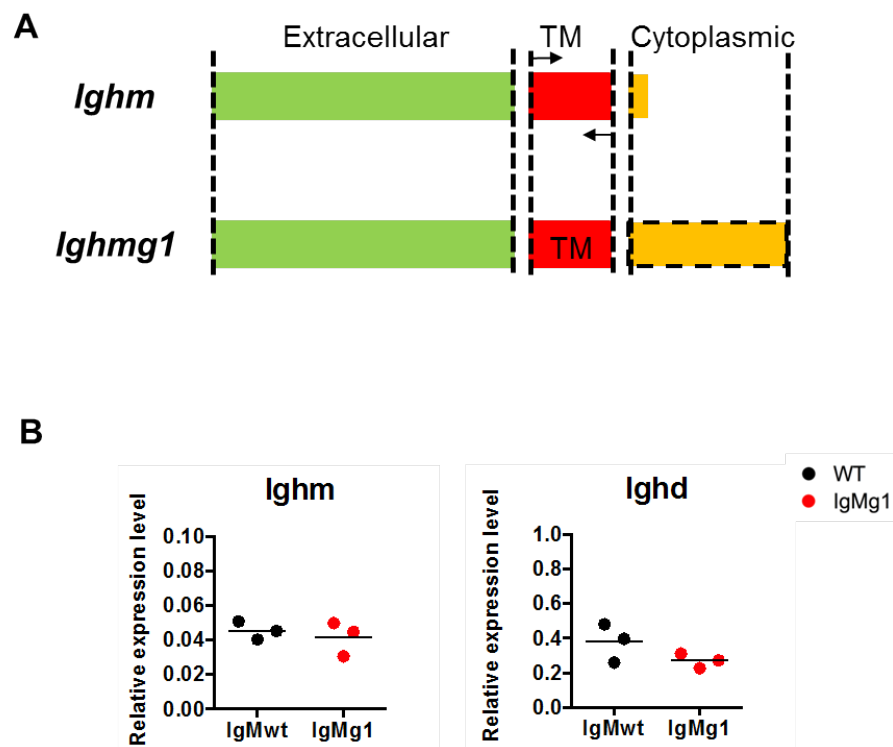 A
Extracellular
TM
Cytoplasmic
Ighm
Ighmg1
TM
B
Ighm
Relative expression level
0.10
0.08
0.06
0.04
0.02
0.00
IgMwt
IgMg1
Ighd
Relative expression level
1.0
0.8
0.6
0.4
0.2
0.0
IgMwt
IgMg1
WT
IgMg1